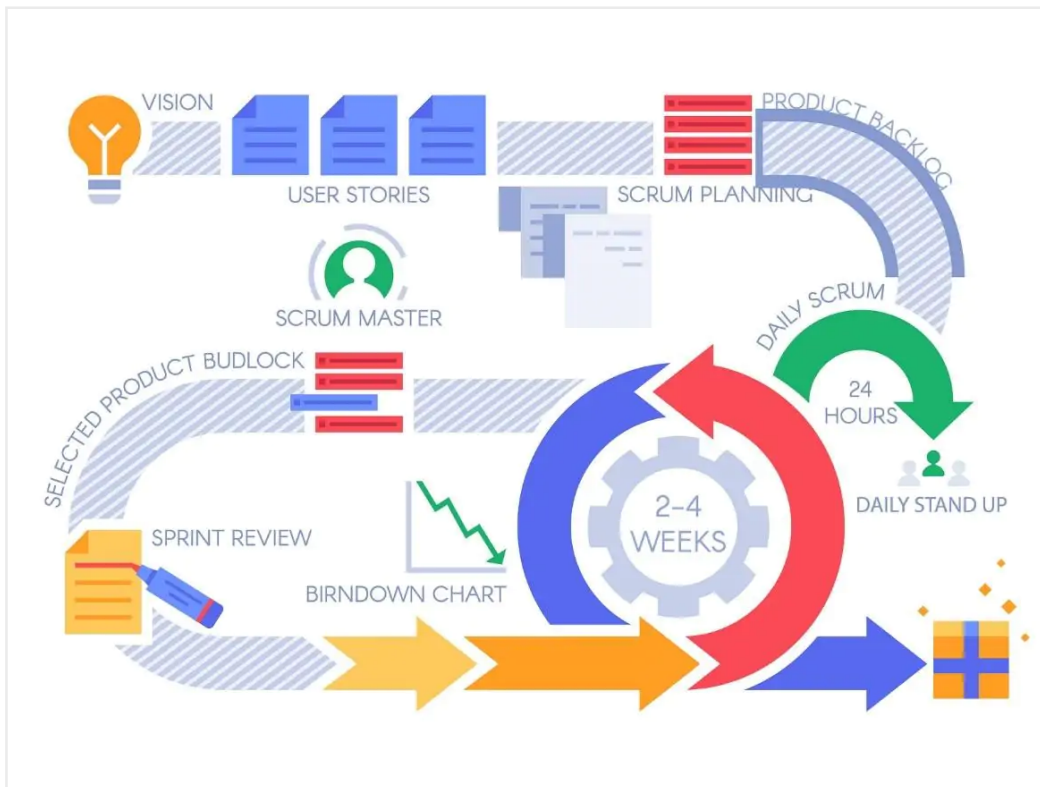 VISION
PRODUCT BACKLOG
USER STORIES
SCRUM PLANNING
SCRUM MASTER
DAILY SCRUM
SELECTED PRODUCT BUDLOCK
24
HOURS
DAILY STAND UP
2-4
WEEKS
SPRINT REVIEW
BIRNDOWN CHART